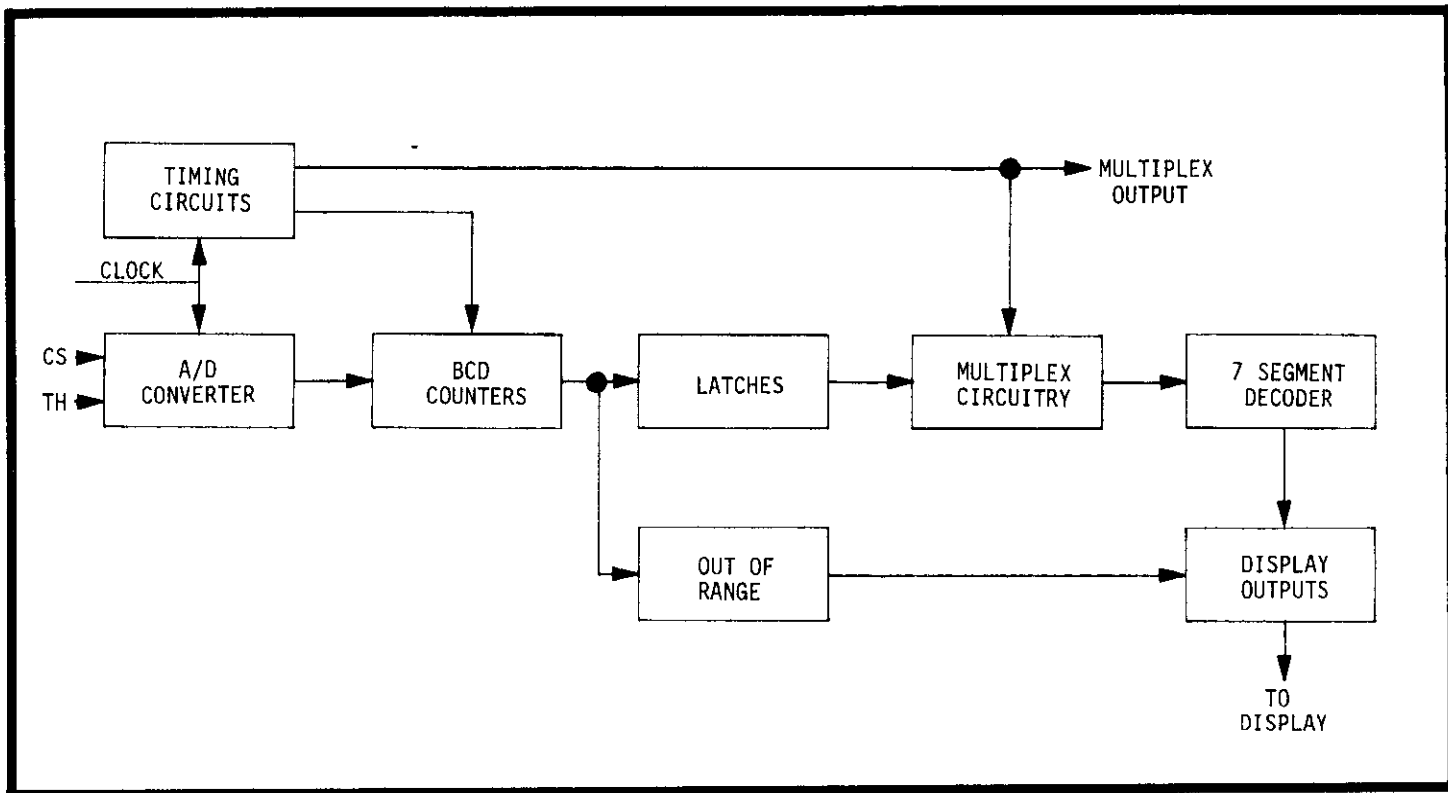 TIMING
CIRCUITS
MULTIPLEX
OUTPUT
CLOCK
CS
TH
A/D
CONVERTER
BCD
COUNTERS
LATCHES
MULTIPLEX
CIRCUITRY
7 SEGMENT
DECODER
OUT OF
RANGE
DISPLAY
OUTPUTS
TO
DISPLAY